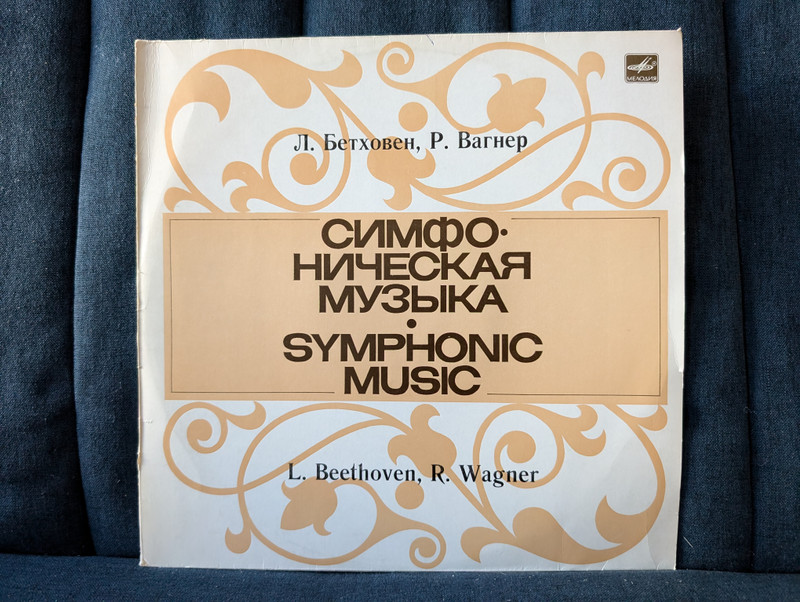 МЕЛОДИЯ
Л. Бетховен, Р. Вагнер
СИМФО-
НИЧЕСКАЯ
МУЗЫКА
•
SYMPHONIC
MUSIC
L. Beethoven, R. Wagner